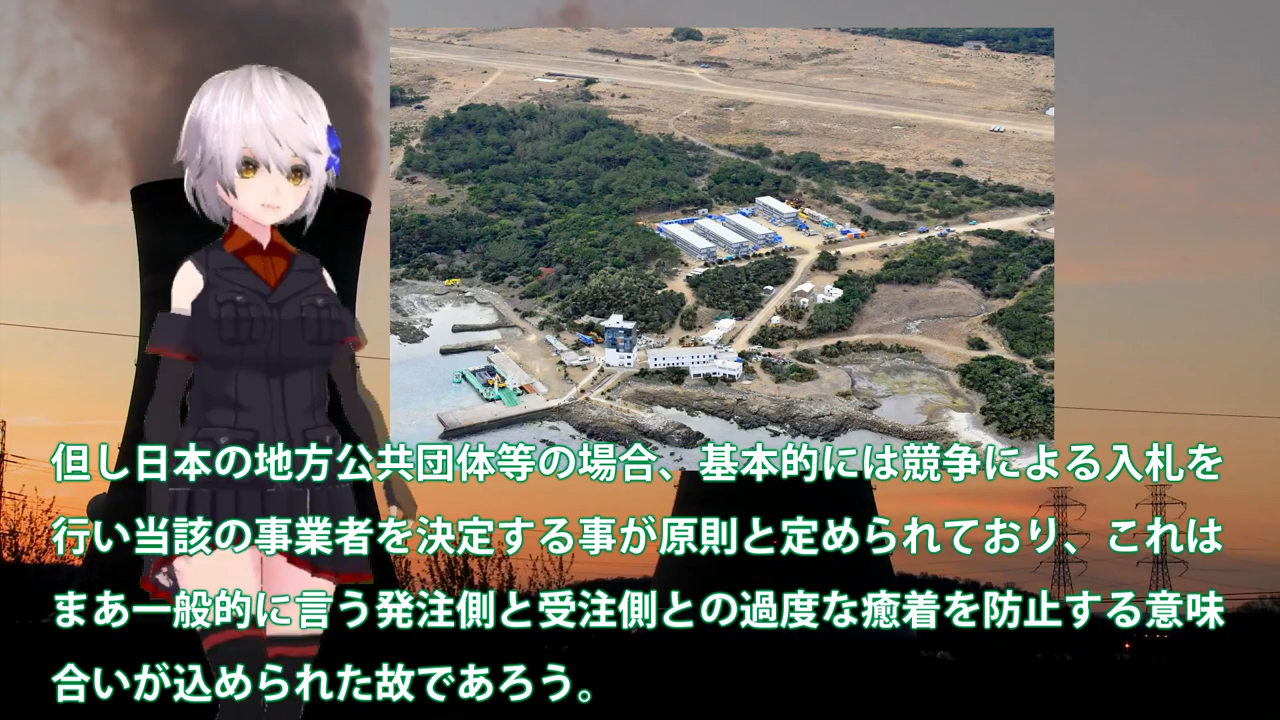 但し日本の地方公共団体等の場合、基本的には競争による入札を
行い当該の事業者を決定する事が原則と定められており、これは
まあ一般的に言う発注側と受注側との過度な癒着を防止する意味
合いが込められた故であろう。